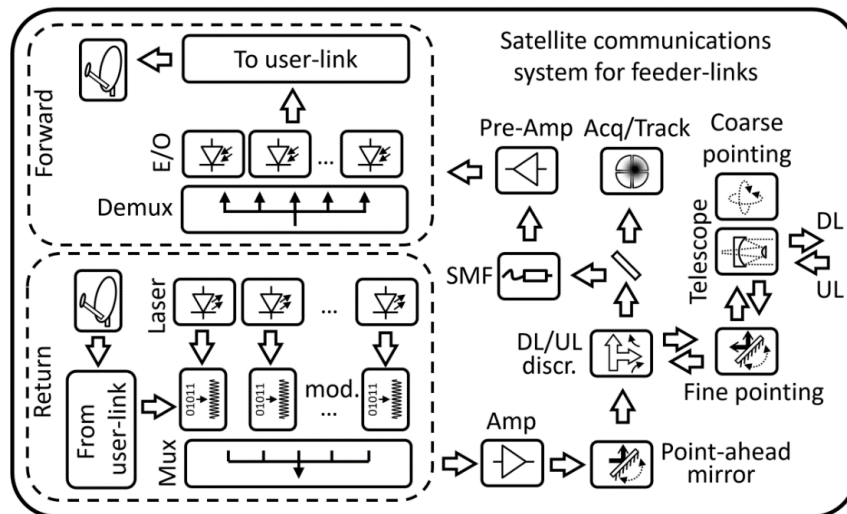 Satellite communications
system for feeder-links
To user-link
Forward
E/O
...
Demux
Pre-Amp
Acq/Track
Coarse
pointing
Telescope
DL
UL
SMF
DL/UL
discr.
Fine pointing
Return
Laser
...
From
user-link
01011
01011
mod.
...
01011
Mux
Amp
Point-ahead
mirror